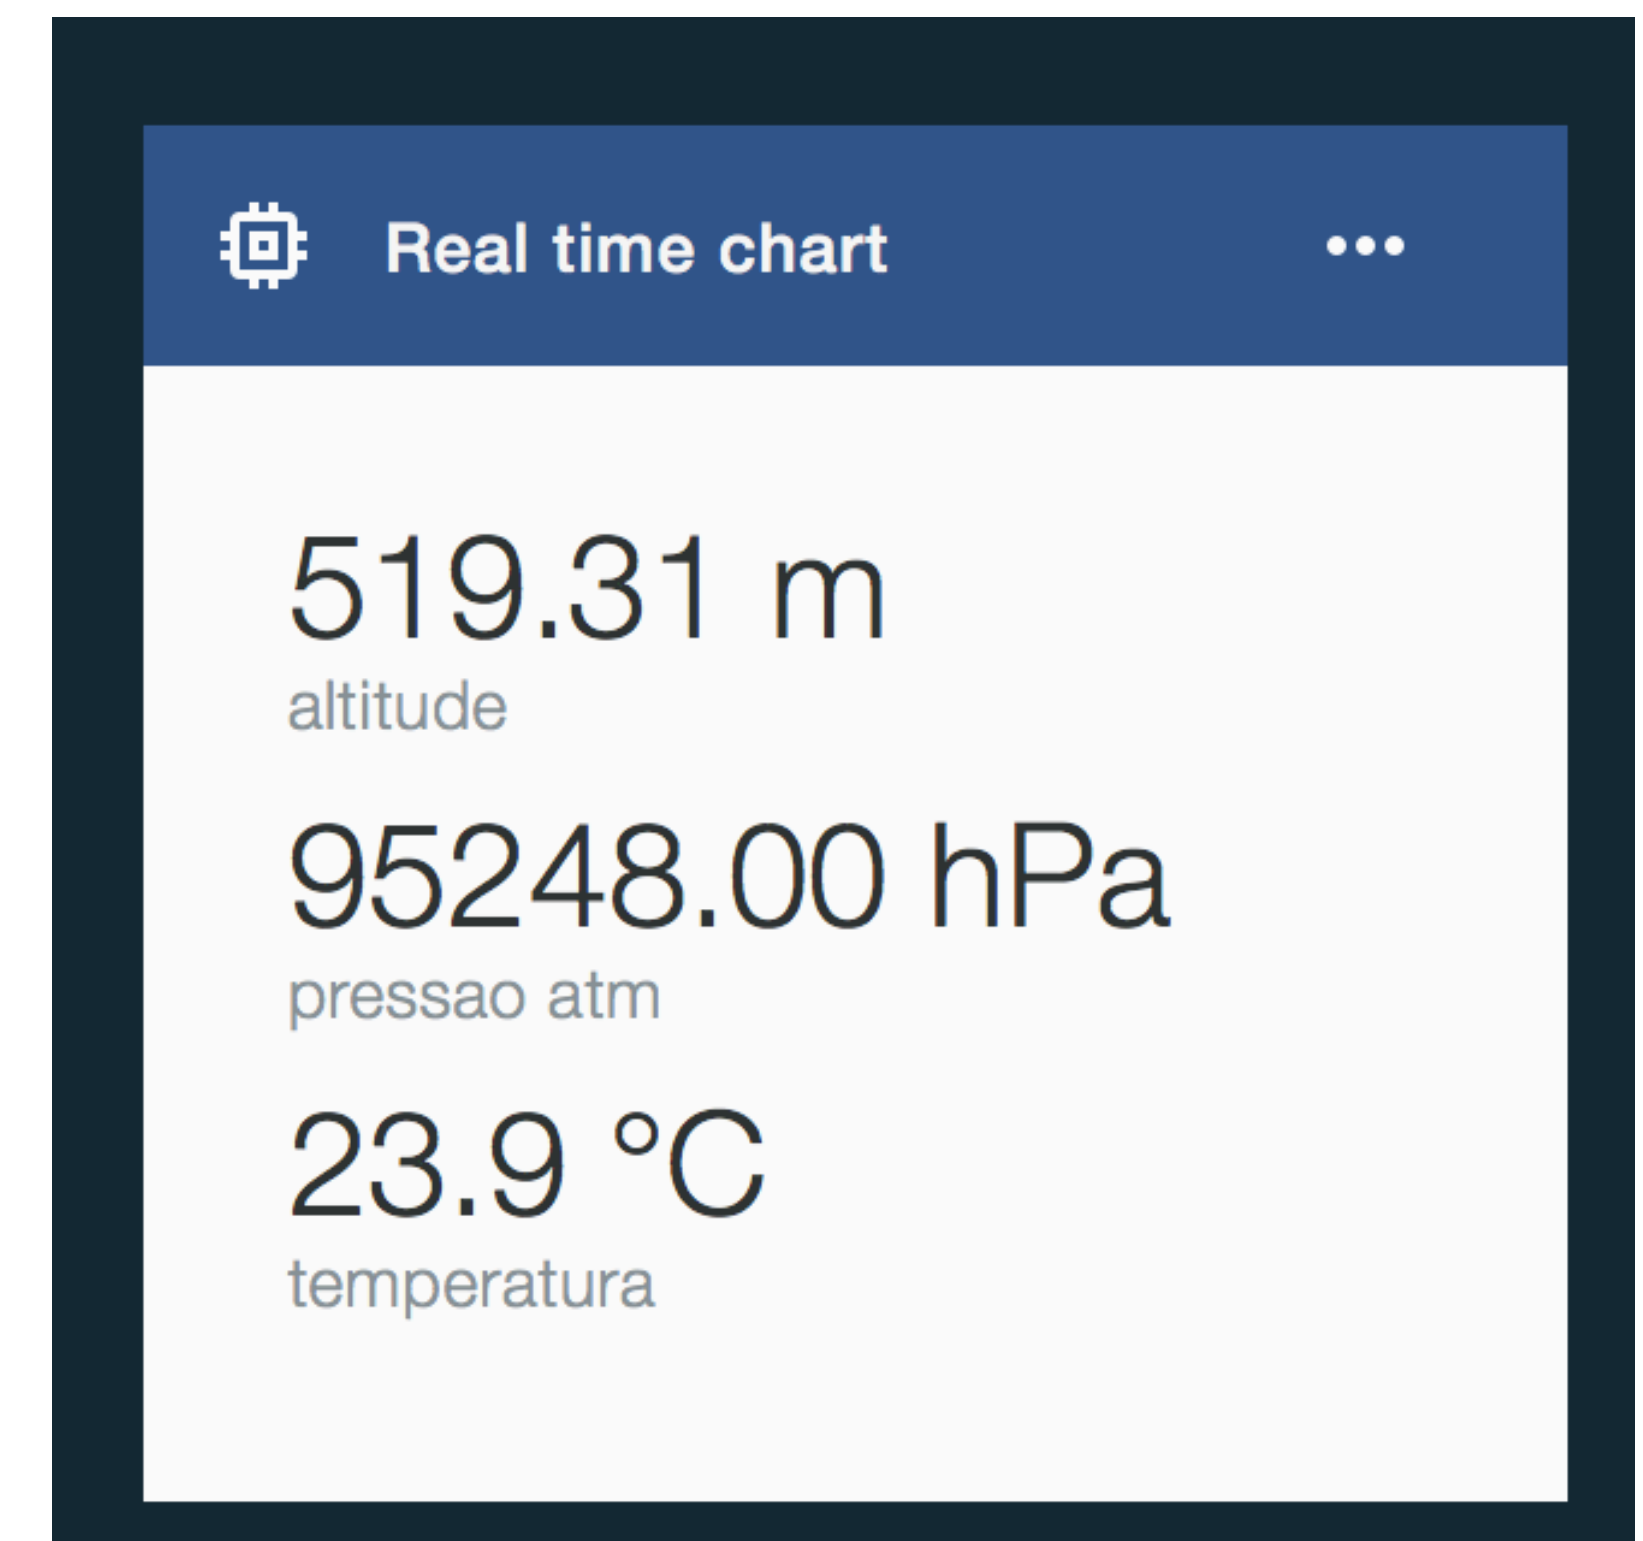 Real time chart
519.31 m
altitude
95248.00 hPa
pressao atm
23.9 °C
temperatura